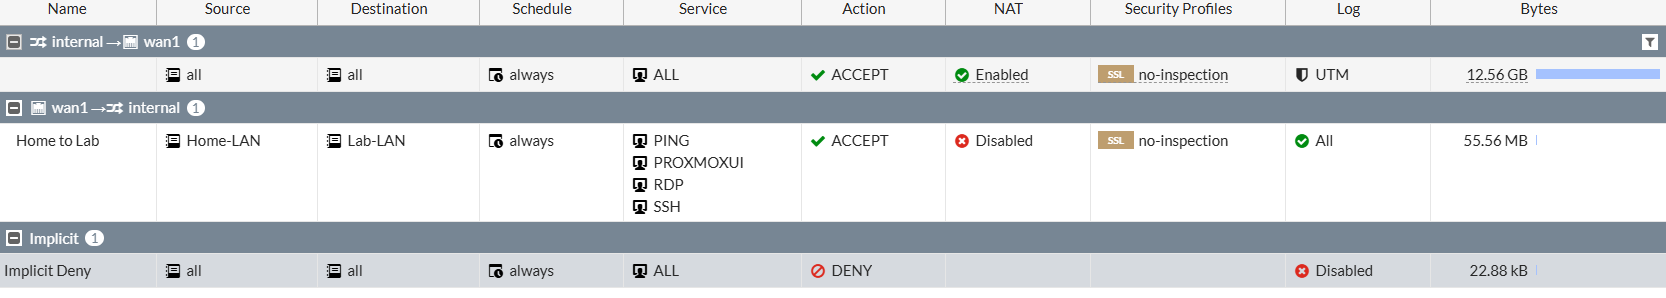 Name Source Destination Schedule Service Action NAT Security Profiles Log Bytes
internal → wan1 1
all all always ALL ACCEPT Enabled SSL no-inspection UTM 12.56 GB
wan1 → internal 1
Home to Lab Home-LAN Lab-LAN always PING ACCEPT Disabled SSL no-inspection All 55.56 MB
PROXMOXUI
RDP
SSH
Implicit 1
Implicit Deny all all always ALL DENY Disabled 22.88 kB